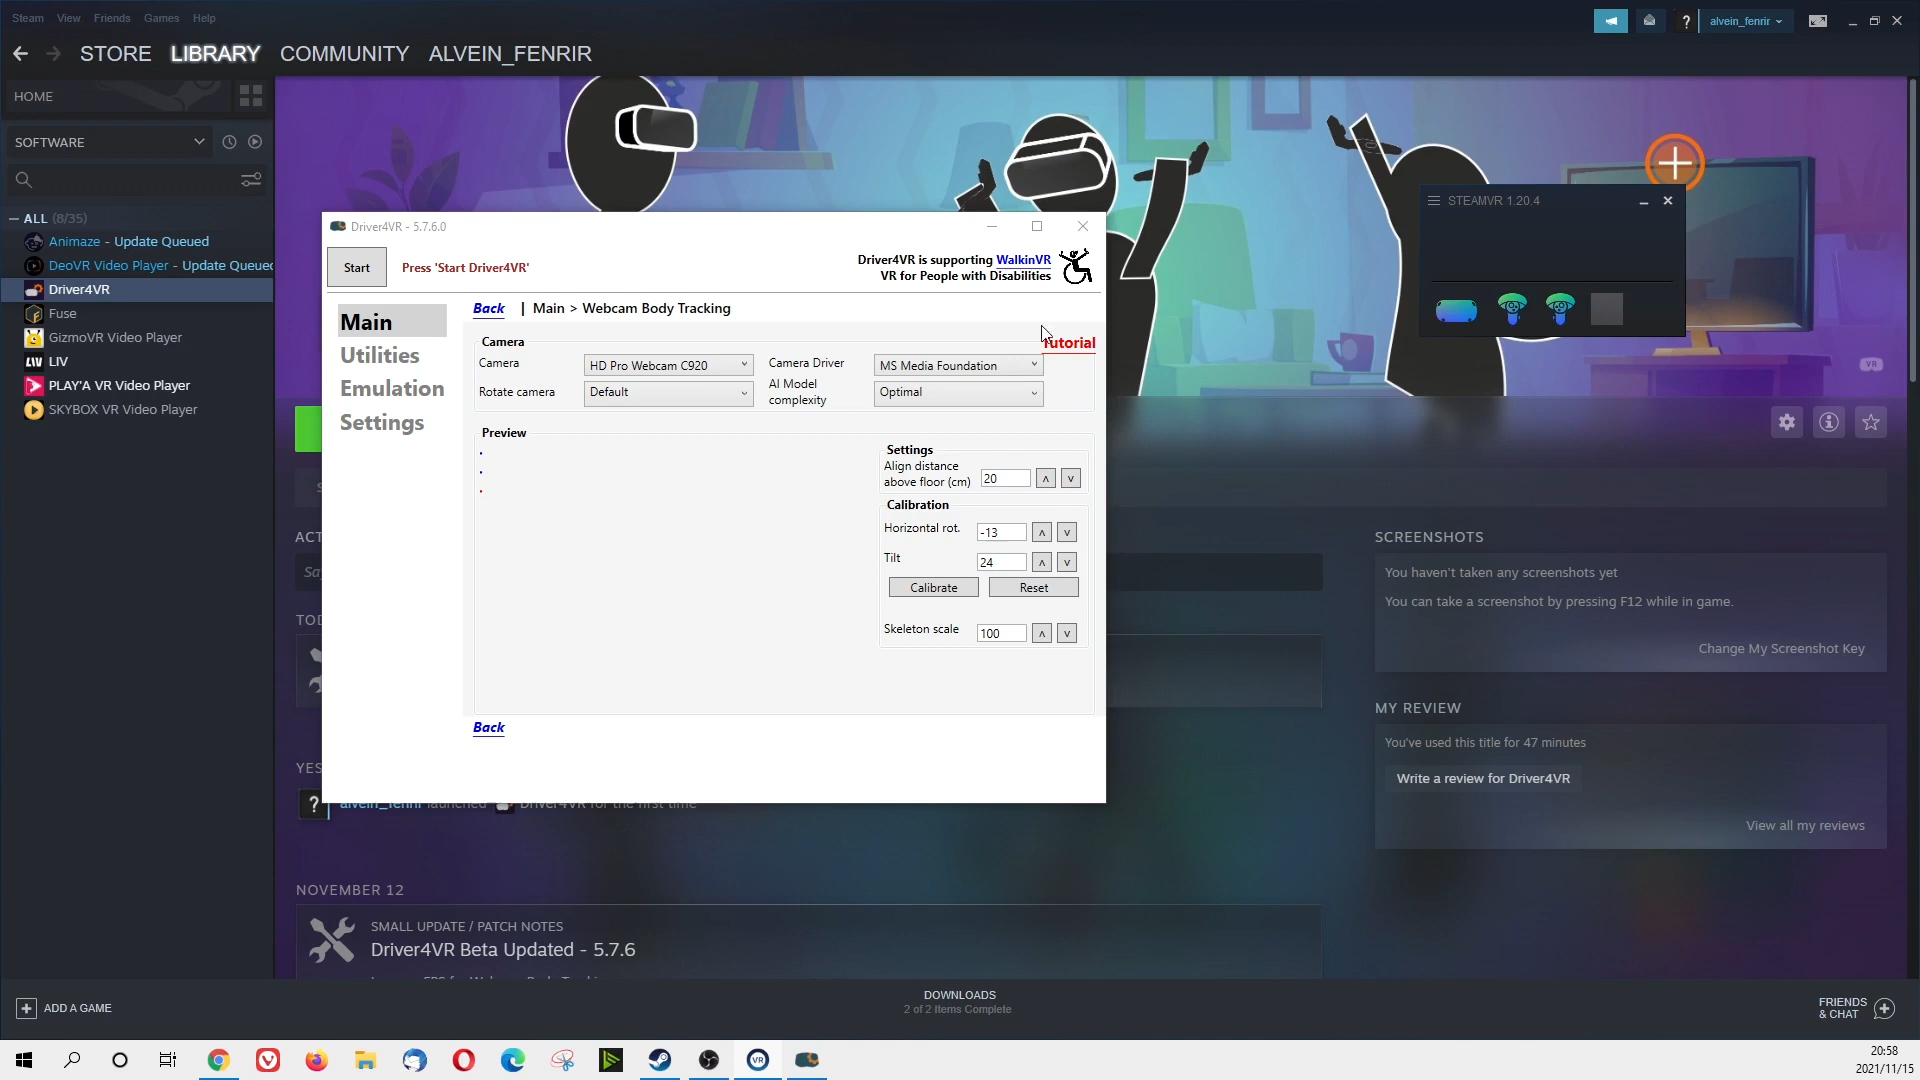 Steam View Friends Games Help
alvein_fenrir
STORE LIBRARY COMMUNITY ALVEIN_FENRIR
HOME
SOFTWARE
ALL (8/35)
Animaze - Update Queued
DeoVR Video Player - Update Queued
Driver4VR
Fuse
GizmoVR Video Player
LIV
PLAY'A VR Video Player
SKYBOX VR Video Player
STEAMVR 1.20.4
Driver4VR - 5.7.6.0
Start
Press 'Start Driver4VR'
Driver4VR is supporting WalkinVR
VR for People with Disabilities
Main
Utilities
Emulation
Settings
Back | Main > Webcam Body Tracking
Tutorial
Camera
Camera HD Pro Webcam C920 Camera Driver MS Media Foundation
Rotate camera Default AI Model complexity Optimal
Preview
Settings
Align distance
above floor (cm) 20
Calibration
Horizontal rot. -13
Tilt 24
Calibrate Reset
Skeleton scale 100
Back
ACT
Sa
TOD
YES
alvein_fenrir launched Driver4VR for the first time
NOVEMBER 12
SMALL UPDATE / PATCH NOTES
Driver4VR Beta Updated - 5.7.6
SCREENSHOTS
You haven't taken any screenshots yet
You can take a screenshot by pressing F12 while in game.
Change My Screenshot Key
MY REVIEW
You've used this title for 47 minutes
Write a review for Driver4VR
View all my reviews
VR
ADD A GAME
DOWNLOADS
2 of 2 Items Complete
FRIENDS
& CHAT
VR
20:58
2021/11/15